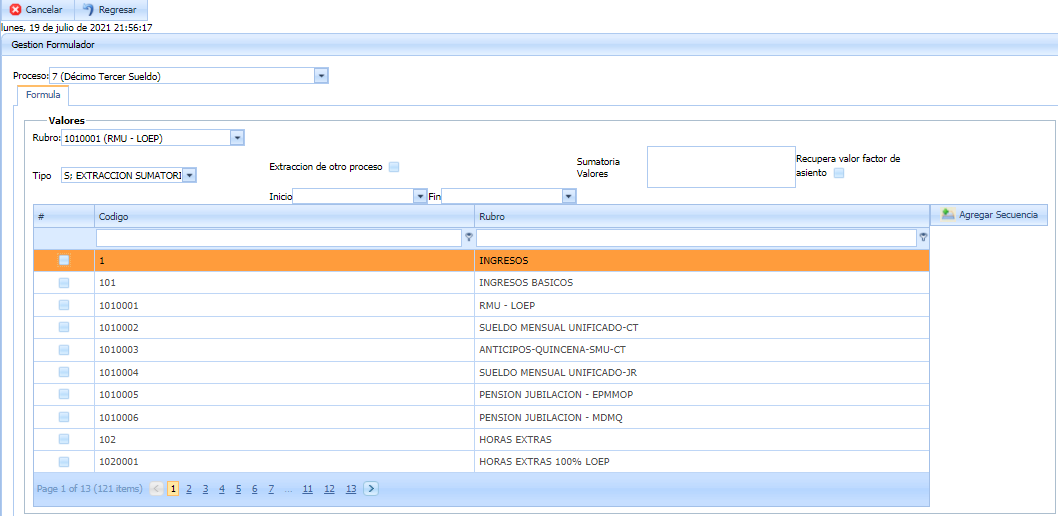 Cancelar Regresar
lunes, 19 de julio de 2021 21:56:17
Gestion Formulador
Proceso: 7 (Décimo Tercer Sueldo)
Formula
Valores
Rubro: 1010001 (RMU - LOEP)
Tipo S; EXTRACCION SUMATORI
Extraccion de otro proceso
Sumatoria
Valores
Recupera valor factor de
asiento
Inicio Fin
# Codigo Rubro Agregar Secuencia
1 INGRESOS
101 INGRESOS BASICOS
1010001 RMU - LOEP
1010002 SUELDO MENSUAL UNIFICADO-CT
1010003 ANTICIPOS-QUINCENA-SMU-CT
1010004 SUELDO MENSUAL UNIFICADO-JR
1010005 PENSION JUBILACION - EPMMOP
1010006 PENSION JUBILACION - MDMQ
102 HORAS EXTRAS
1020001 HORAS EXTRAS 100% LOEP
Page 1 of 13 (121 items) < 1 2 3 4 5 6 7 ... 11 12 13 >